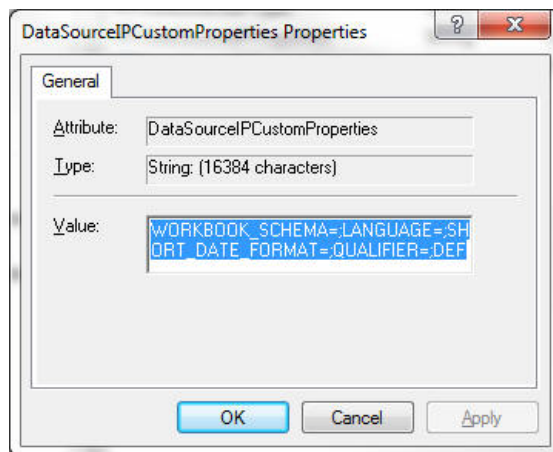 DataSourceIPCustomProperties Properties
General
Attribute: DataSourceIPCustomProperties
Type: String: (16384 characters)
Value: WORKBOOK_SCHEMA=;LANGUAGE=;SH
ORT_DATE_FORMAT=;QUALIFIER=;DEF
OK Cancel Apply